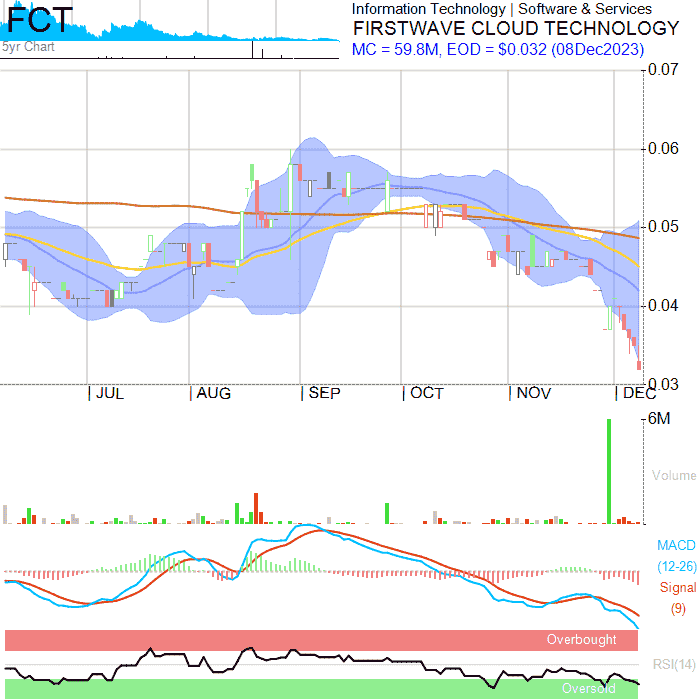 FCT
5yr Chart
Information Technology | Software & Services
FIRSTWAVE CLOUD TECHNOLOGY
MC = 59.8M, EOD = $0.032 (08Dec2023)
0.07
0.06
0.05
0.04
0.03
JUL AUG SEP OCT NOV DEC
6M
Volume
MACD
(12-26)
Signal
(9)
Overbought
RSI(14)
Oversold